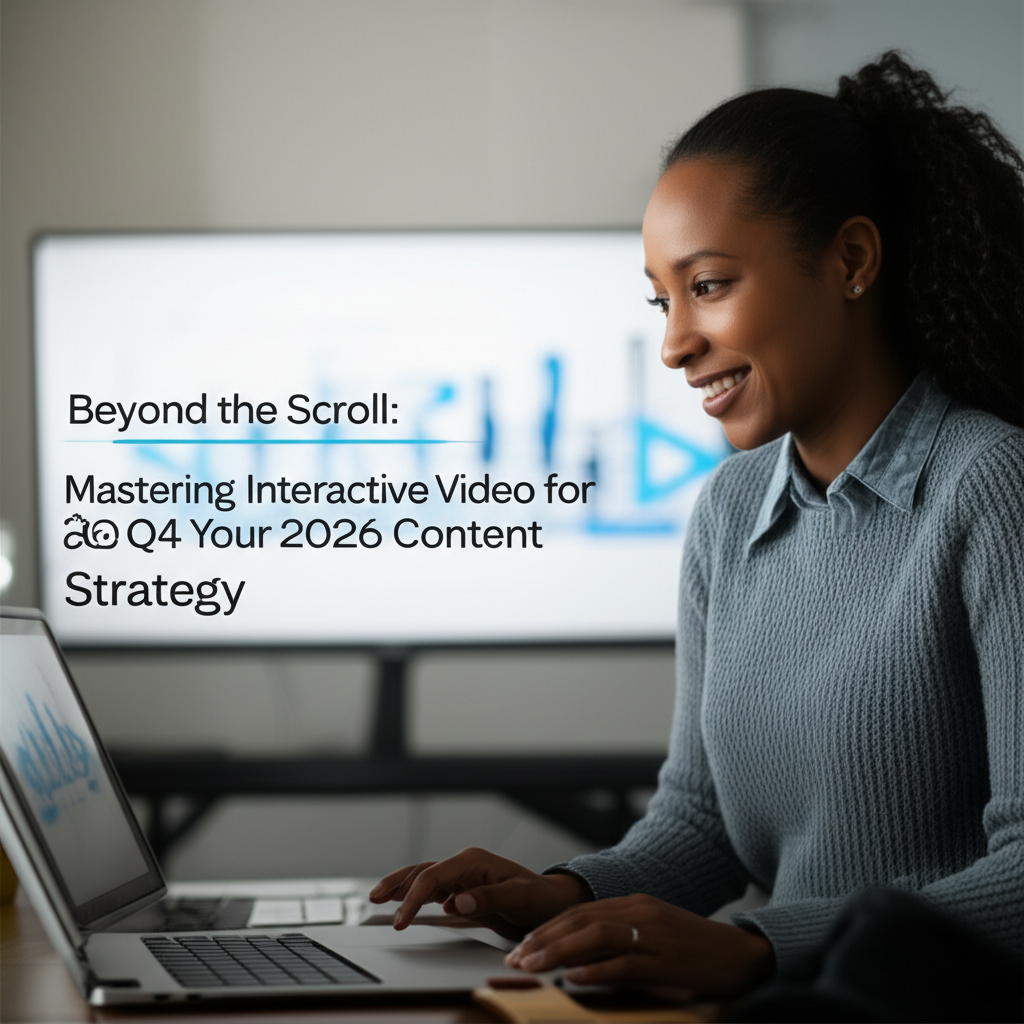 Beyond the Scroll:
Mastering Interactive Video for
Q4 Your 2026 Content
Strategy